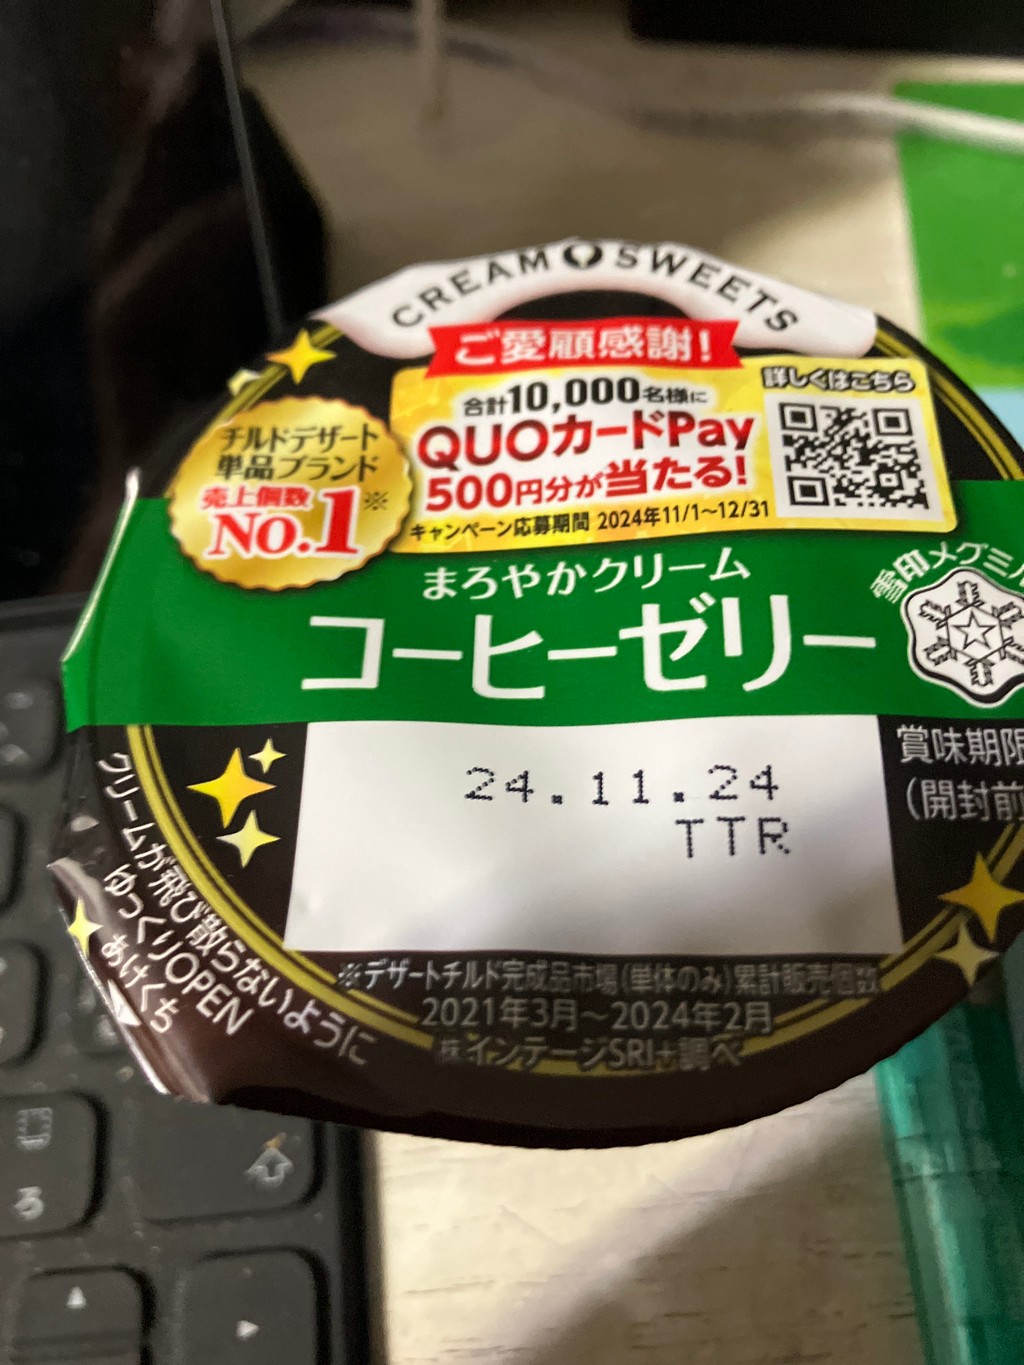 CREAM SWEETS
ご愛顧感謝!
合計10,000名様に
QUOカードPay
500円分が当たる!
キャンペーン応募期間 2024年11/1~12/31
詳しくはこちら
チルドデザート
単品ブランド
売上個数※
No.1
まろやかクリーム
コーヒーゼリー
雪印メグミル
24.11.24
TTR
賞味期限
(開封前
クリームが飛び散らないように
ゆっくりOPEN
あけくち
※デザートチルド完成品市場(単体のみ)累計販売個数
2021年3月~2024年2月
㈱インテージSRI+調べ
ろ